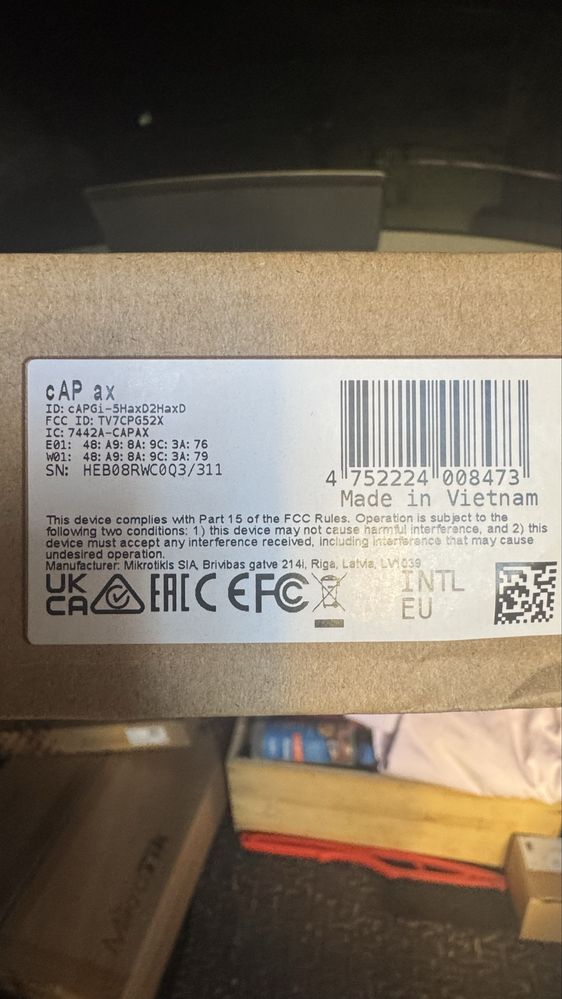 cAP ax
ID: cAPGi-5HaxD2HaxD
FCC ID: TV7CPG52X
IC: 7442A-CAPAX
E01: 48: A9: 8A: 9C: 3A: 76
W01: 48: A9: 8A: 9C: 3A: 79
SN: HEB08RWC0Q3/311
4 752224 008473
Made in Vietnam
This device complies with Part 15 of the FCC Rules. Operation is subject to the
following two conditions: 1) this device may not cause harmful interference, and 2) this
device must accept any interference received, including interference that may cause
undesired operation.
Manufacturer: Mikrotikls SIA, Brivibas gatve 214i, Riga, Latvia, LV1039
UK
CA
EAC CE FC
INTL
EU
MikroTik